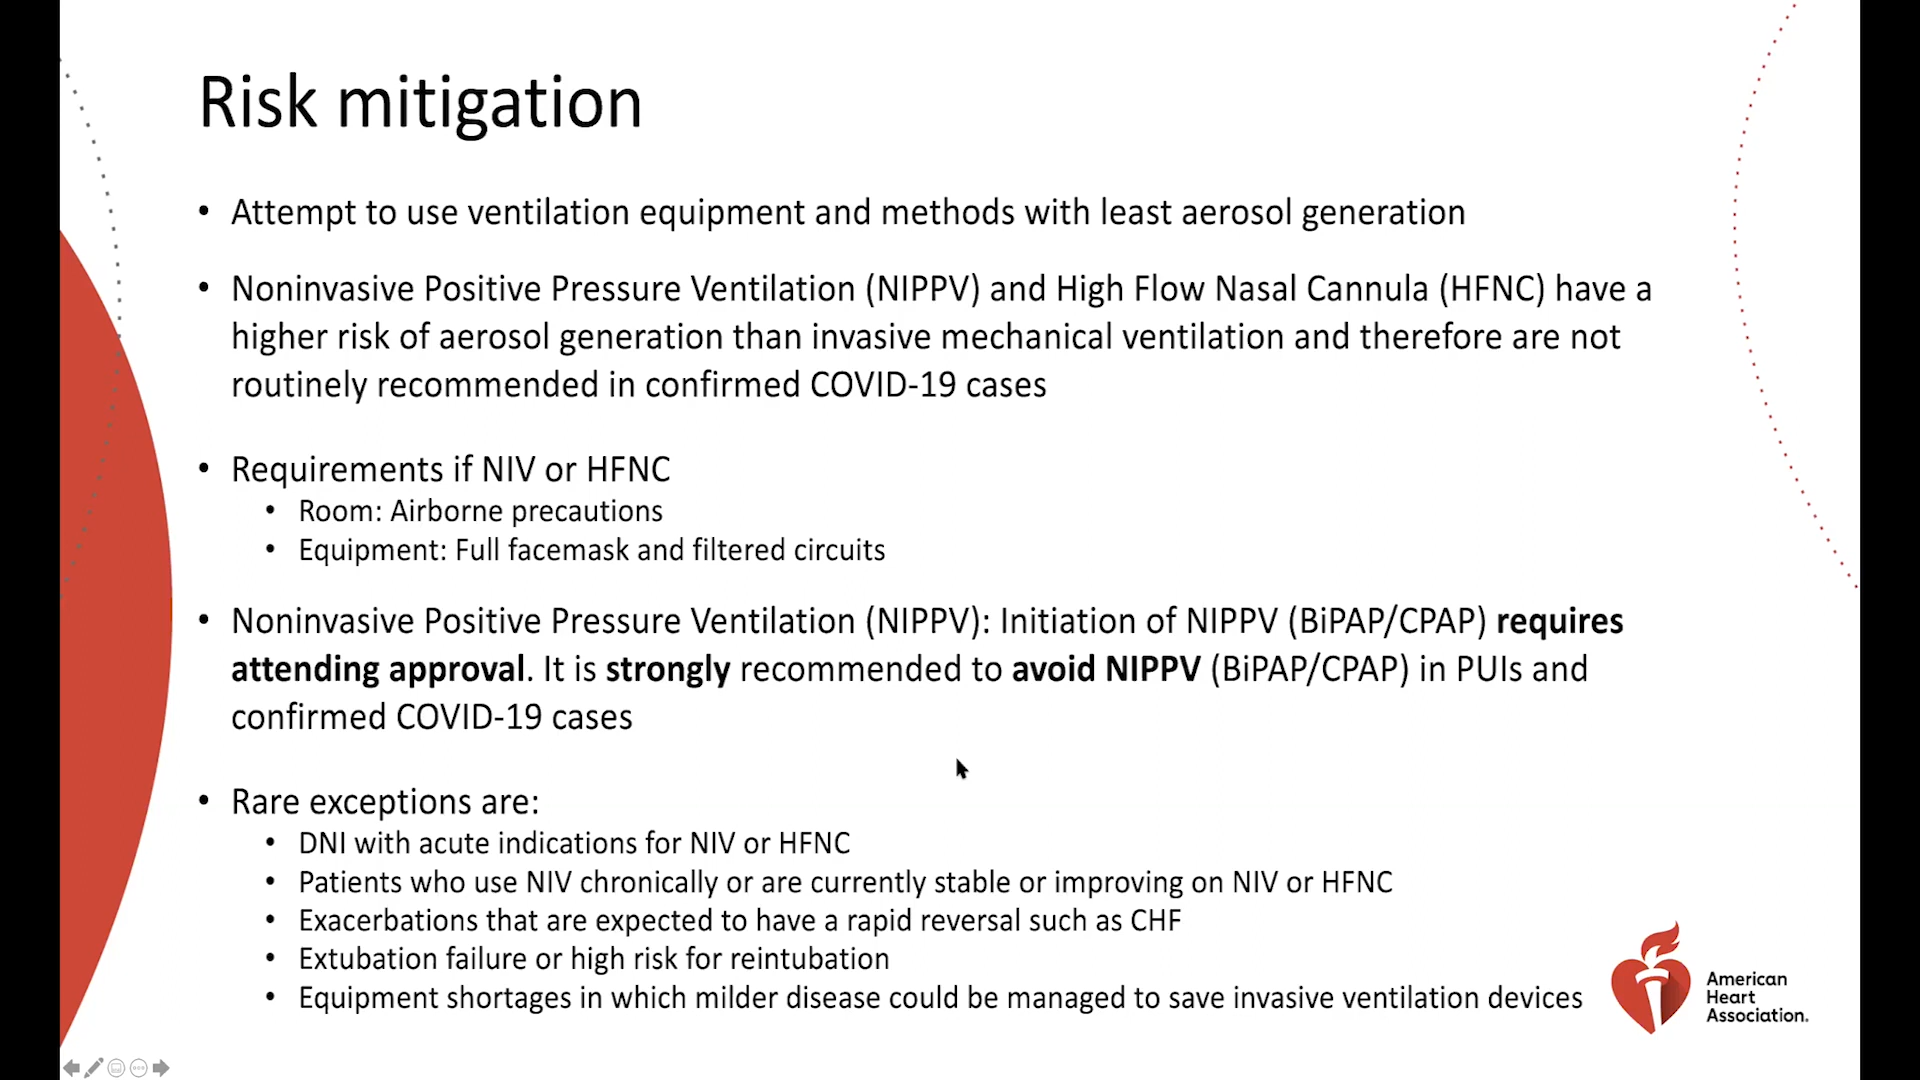 Risk mitigation
• Attempt to use ventilation equipment and methods with least aerosol generation
• Noninvasive Positive Pressure Ventilation (NIPPV) and High Flow Nasal Cannula (HFNC) have a
higher risk of aerosol generation than invasive mechanical ventilation and therefore are not
routinely recommended in confirmed COVID-19 cases
• Requirements if NIV or HFNC
• Room: Airborne precautions
• Equipment: Full facemask and filtered circuits
• Noninvasive Positive Pressure Ventilation (NIPPV): Initiation of NIPPV (BiPAP/CPAP) requires
attending approval. It is strongly recommended to avoid NIPPV (BiPAP/CPAP) in PUIs and
confirmed COVID-19 cases
• Rare exceptions are:
• DNI with acute indications for NIV or HFNC
• Patients who use NIV chronically or are currently stable or improving on NIV or HFNC
• Exacerbations that are expected to have a rapid reversal such as CHF
• Extubation failure or high risk for reintubation
• Equipment shortages in which milder disease could be managed to save invasive ventilation devices
American
Heart
Association.